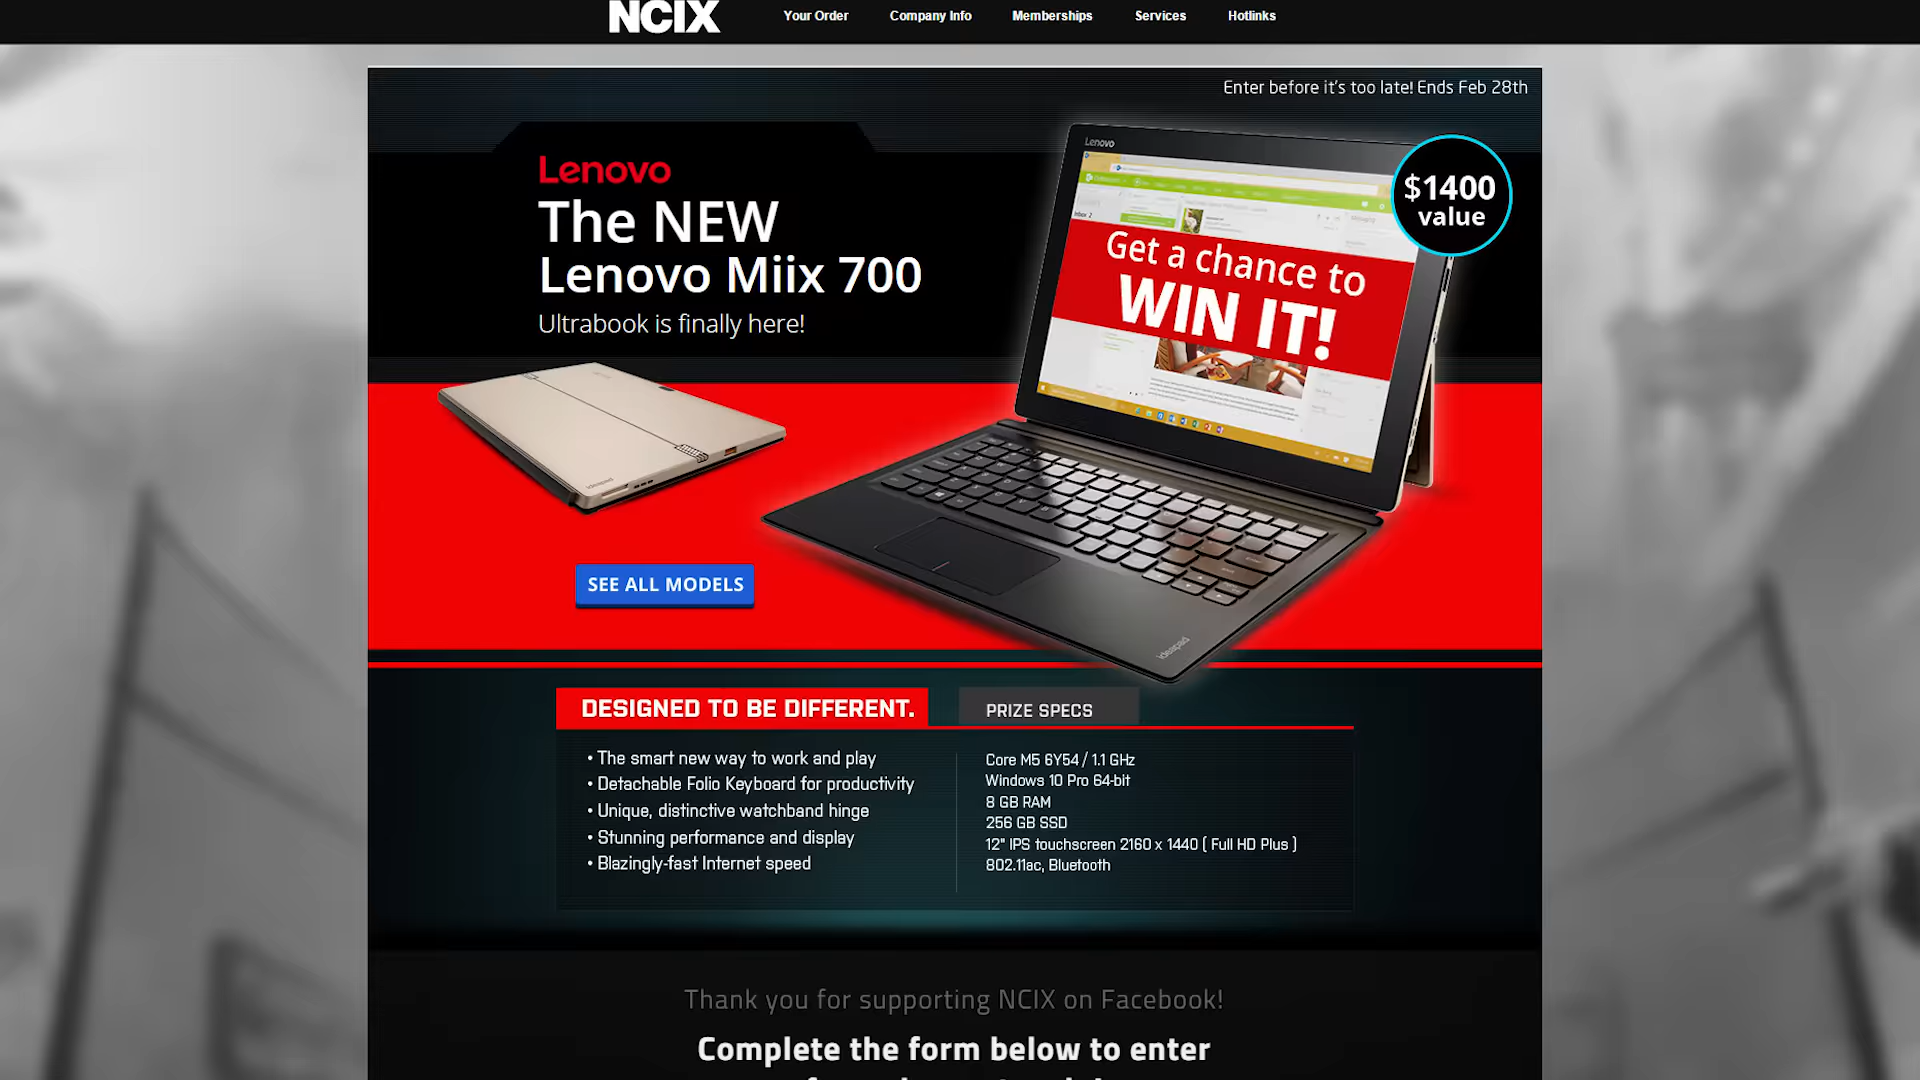 NCIX
Your Order
Company Info
Memberships
Services
Hotlinks
Enter before it's too late! Ends Feb 28th
Lenovo
The NEW
Lenovo Miix 700
Ultrabook is finally here!
Lenovo
$1400
value
Get a chance to
WIN IT!
ideapad
SEE ALL MODELS
ideapad
DESIGNED TO BE DIFFERENT.
PRIZE SPECS
• The smart new way to work and play
• Detachable Folio Keyboard for productivity
• Unique, distinctive watchband hinge
• Stunning performance and display
• Blazingly-fast Internet speed
Core M5 6Y54 / 1.1 GHz
Windows 10 Pro 64-bit
8 GB RAM
256 GB SSD
12" IPS touchscreen 2160 x 1440 ( Full HD Plus )
802.11ac, Bluetooth
Thank you for supporting NCIX on Facebook!
Complete the form below to enter